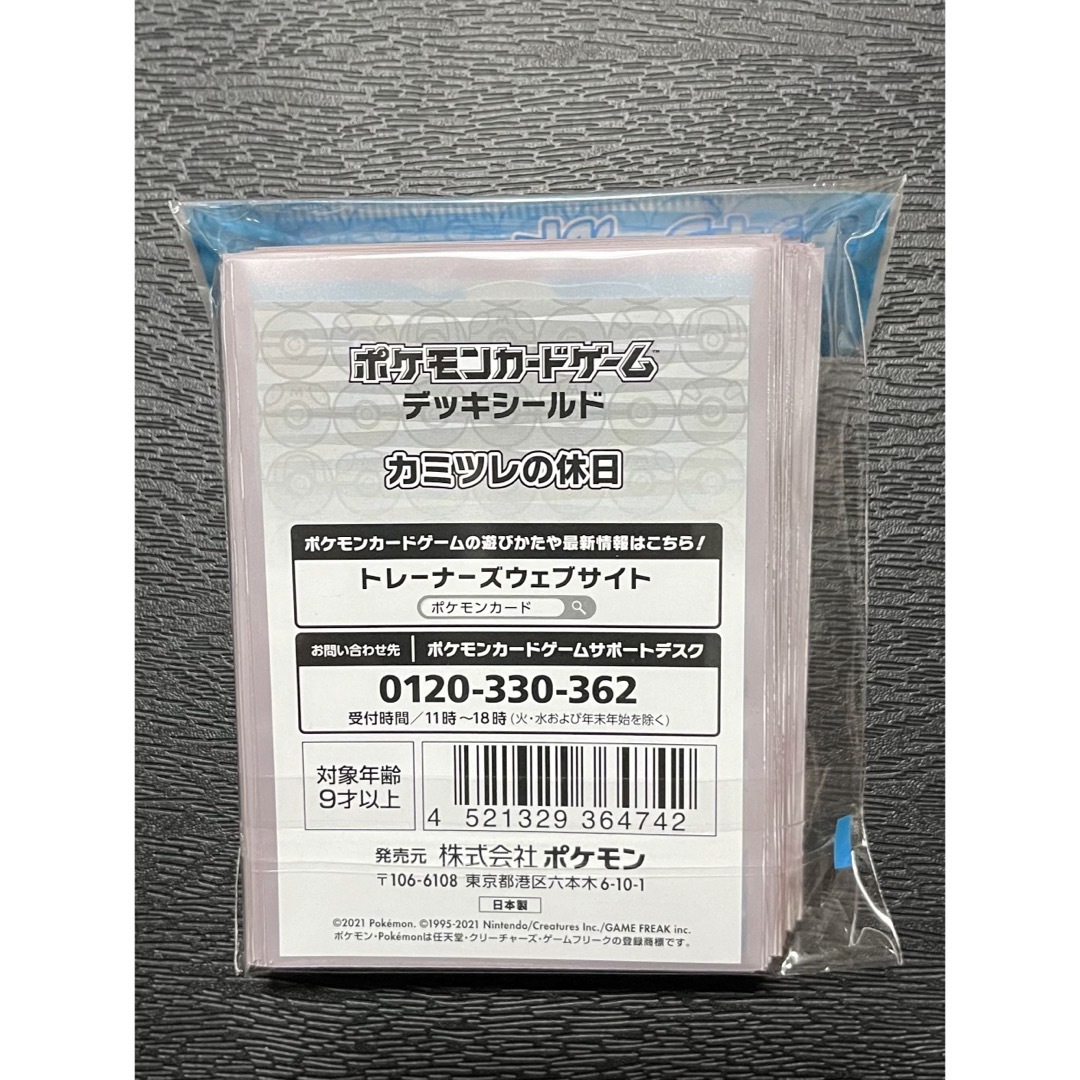 ポケモンカードゲーム
デッキシールド
カミツレの休日
ポケモンカードゲームの遊びかたや最新情報はこちら!
トレーナーズウェブサイト
ポケモンカード
お問い合わせ先 ポケモンカードゲームサポートデスク
0120-330-362
受付時間/11時~18時(火・水および年末年始を除く)
対象年齢
9才以上
4 521329 364742
発売元 株式会社 ポケモン
〒106-6108 東京都港区六本木6-10-1
日本製
©2021 Pokémon. ©1995-2021 Nintendo/Creatures Inc./GAME FREAK inc.
ポケモン・Pokémonは任天堂・クリーチャーズ・ゲームフリークの登録商標です。